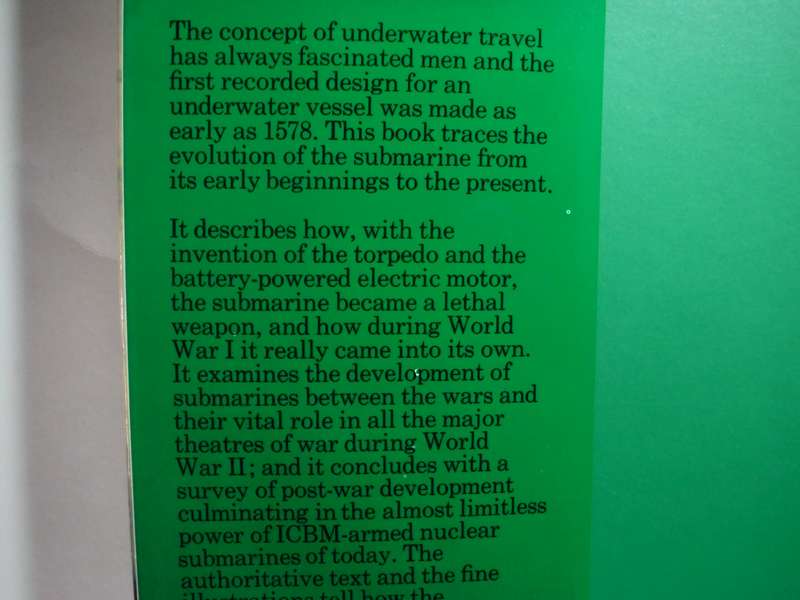 The concept of underwater travel
has always fascinated men and the
first recorded design for an
underwater vessel was made as
early as 1578. This book traces the
evolution of the submarine from
its early beginnings to the present.
It describes how, with the
invention of the torpedo and the
battery-powered electric motor,
the submarine became a lethal
weapon, and how during World
War I it really came into its own.
It examines the development of
submarines between the wars and
their vital role in all the major
theatres of war during World
War II; and it concludes with a
survey of post-war development
culminating in the almost limitless
power of ICBM-armed nuclear
submarines of today. The
authoritative text and the fine
illustrations tell how the